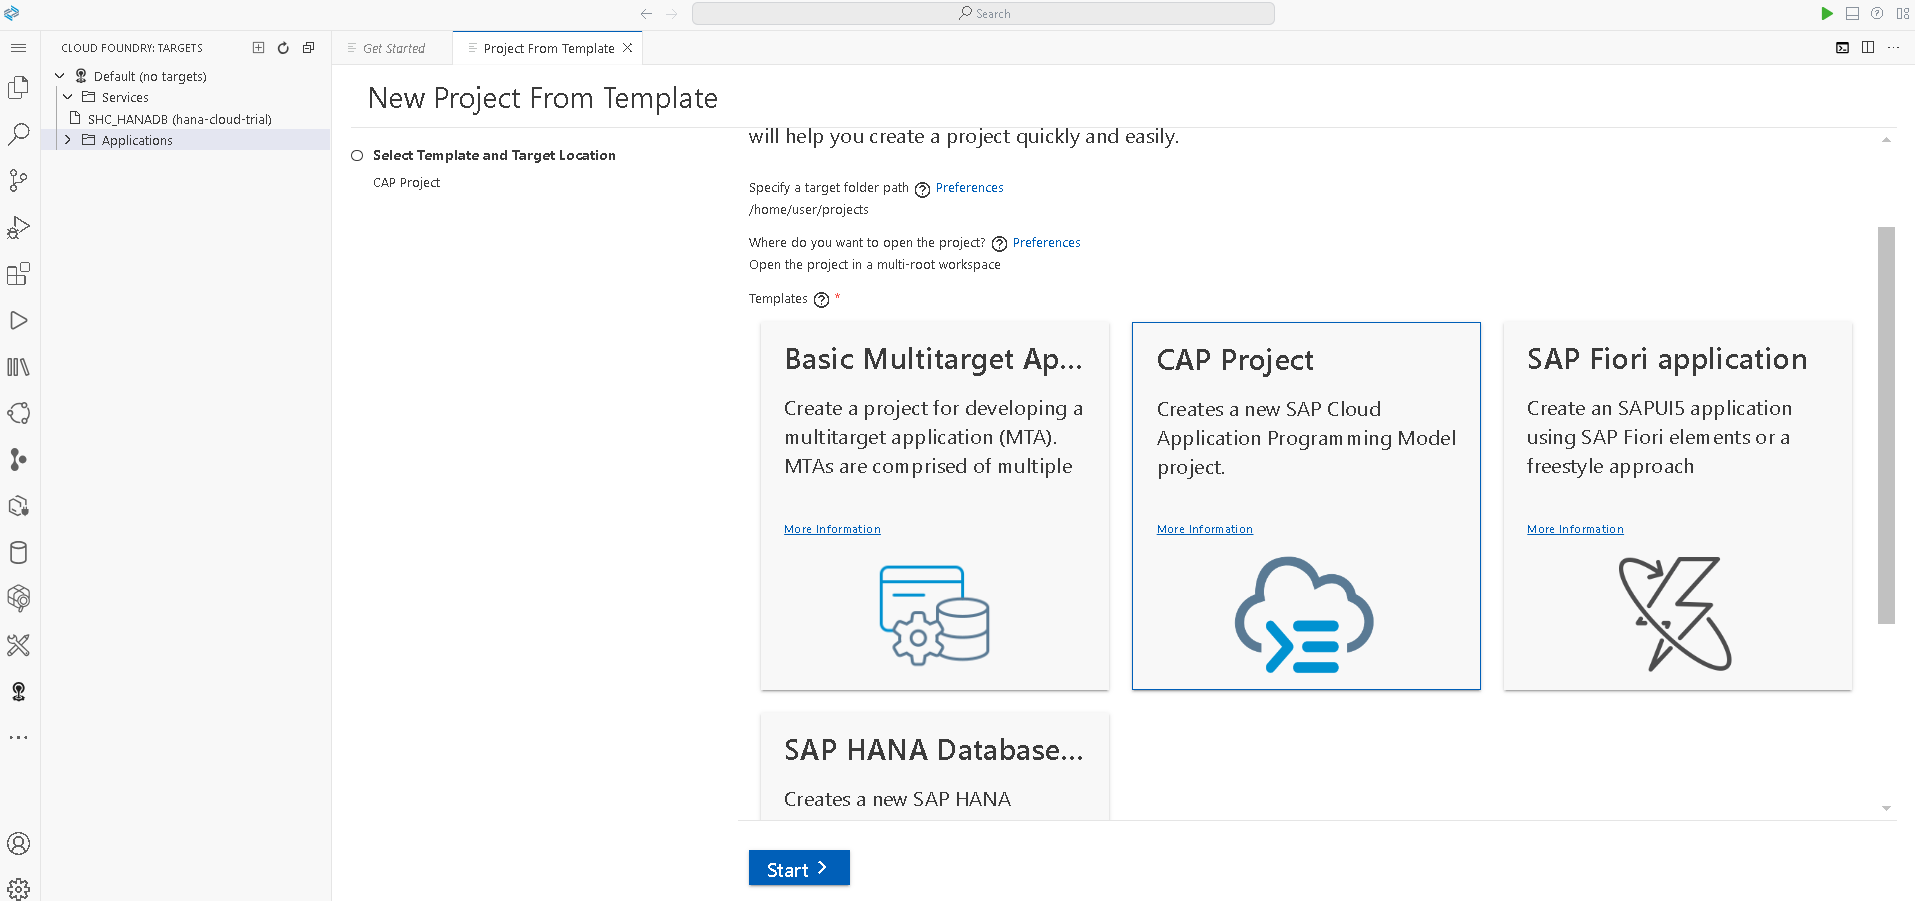 Search
CLOUD FOUNDRY: TARGETS
Default (no targets)
Services
SHC_HANADB (hana-cloud-trial)
Applications
Get Started
Project From Template
New Project From Template
Select Template and Target Location
CAP Project
will help you create a project quickly and easily.
Specify a target folder path ? Preferences
/home/user/projects
Where do you want to open the project? ? Preferences
Open the project in a multi-root workspace
Templates ? *
Basic Multitarget Ap...
Create a project for developing a
multitarget application (MTA).
MTAs are comprised of multiple
More Information
CAP Project
Creates a new SAP Cloud
Application Programming Model
project.
More Information
SAP Fiori application
Create an SAPUI5 application
using SAP Fiori elements or a
freestyle approach
More Information
SAP HANA Database...
Creates a new SAP HANA
Start